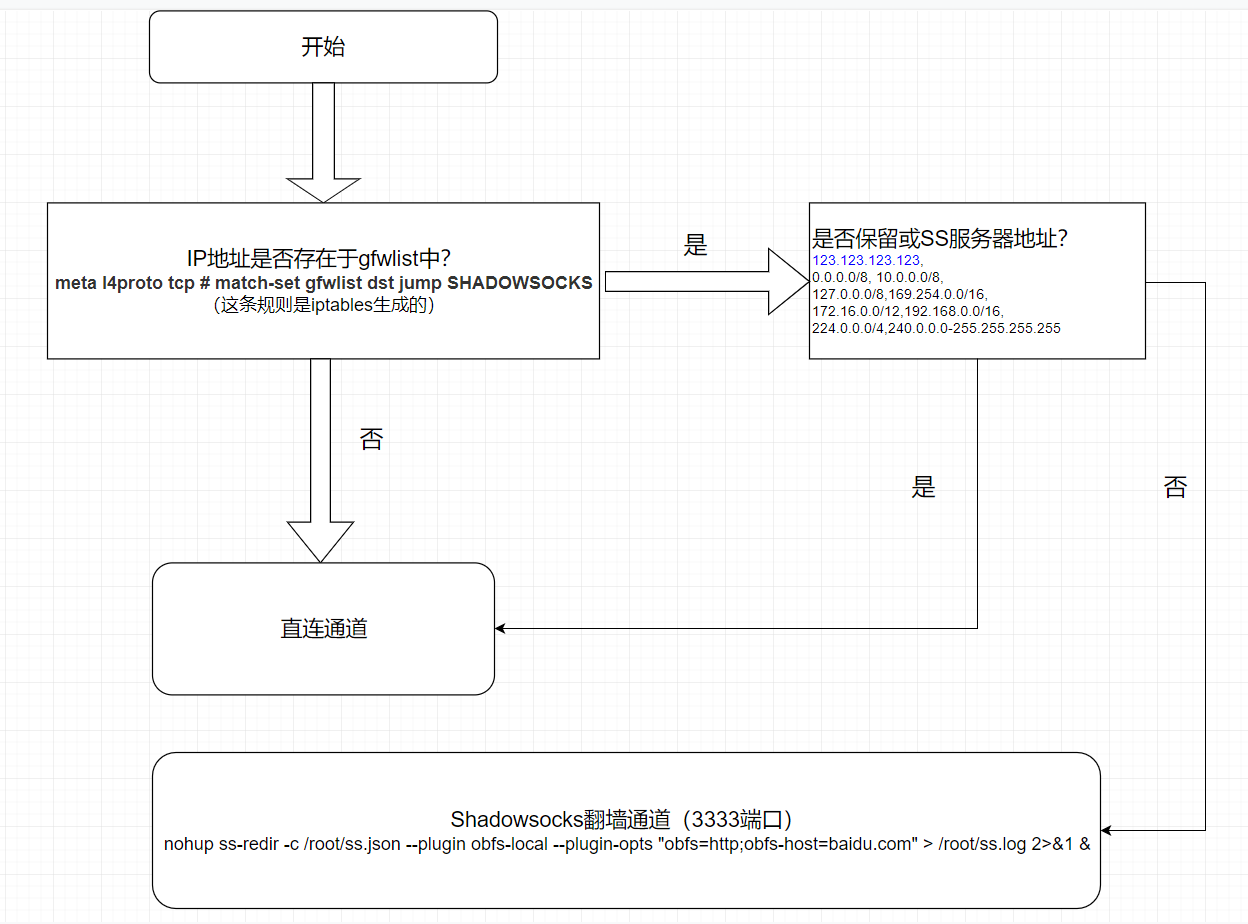 开始
IP地址是否存在于gfwlist中?
meta l4proto tcp # match-set gfwlist dst jump SHADOWSOCKS
（这条规则是iptables生成的）
是
是否保留或SS服务器地址?
123.123.123.123,
0.0.0.0/8, 10.0.0.0/8,
127.0.0.0/8,169.254.0.0/16,
172.16.0.0/12,192.168.0.0/16,
224.0.0.0/4,240.0.0.0-255.255.255.255
否
是
否
直连通道
Shadowsocks翻墙通道（3333端口）
nohup ss-redir -c /root/ss.json --plugin obfs-local --plugin-opts "obfs=http;obfs-host=baidu.com" > /root/ss.log 2>&1 &